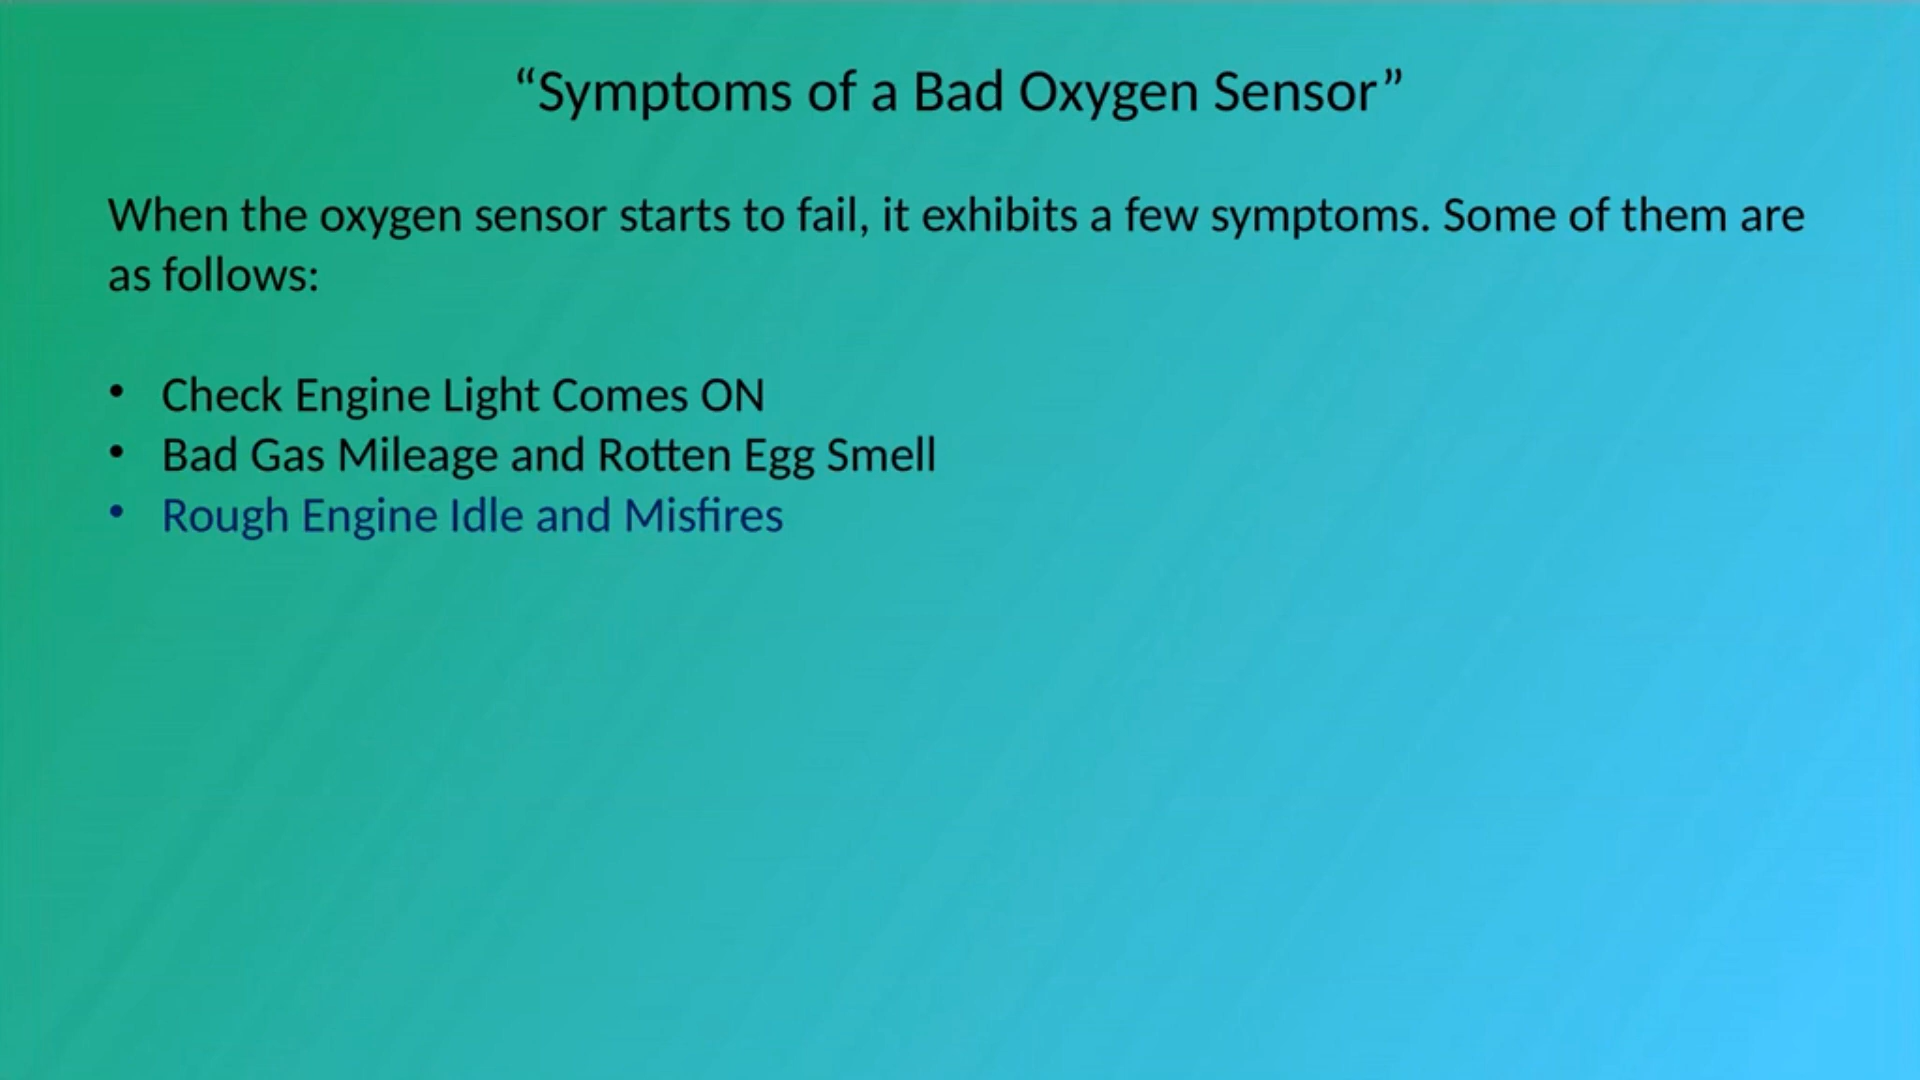 “Symptoms of a Bad Oxygen Sensor”
When the oxygen sensor starts to fail, it exhibits a few symptoms. Some of them are
as follows:
• Check Engine Light Comes ON
• Bad Gas Mileage and Rotten Egg Smell
• Rough Engine Idle and Misfires